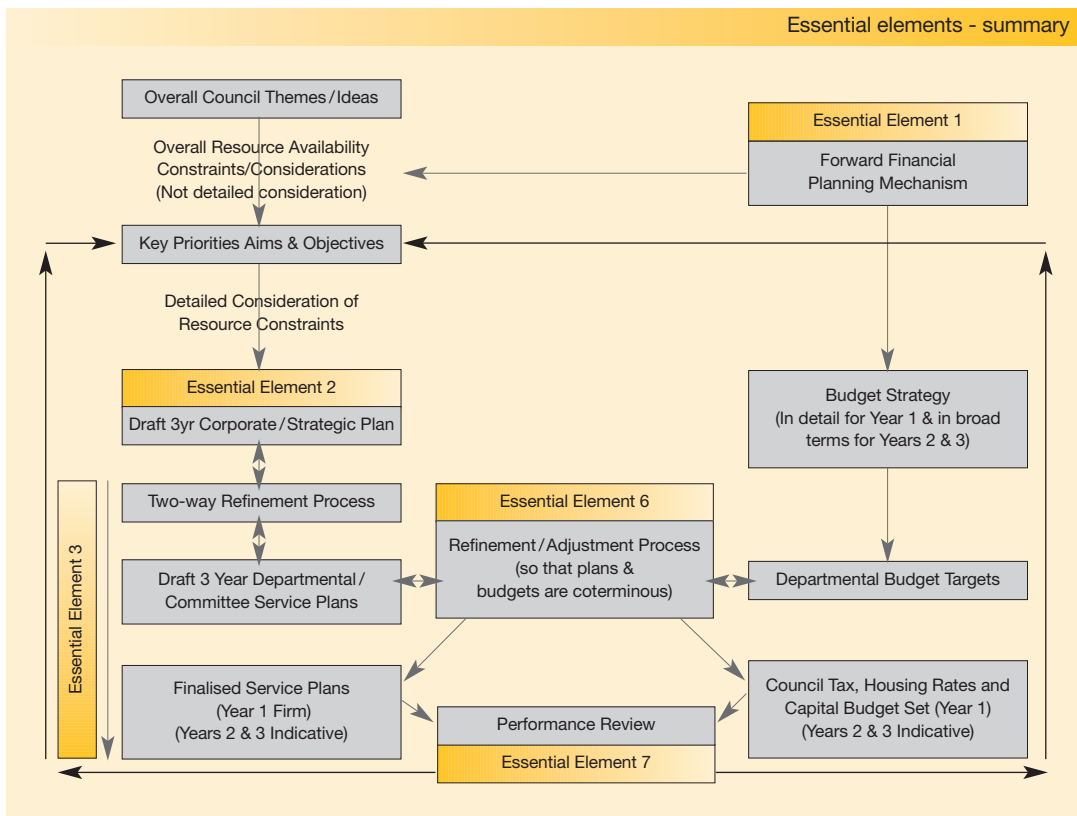 Essential elements - summary
Overall Council Themes/Ideas
Overall Resource Availability
Constraints/Considerations
(Not detailed consideration)
Essential Element 1
Forward Financial
Planning Mechanism
Key Priorities Aims & Objectives
Detailed Consideration of
Resource Constraints
Essential Element 2
Draft 3yr Corporate/Strategic Plan
Budget Strategy
(In detail for Year 1 & in broad
terms for Years 2 & 3)
Essential Element 3
Two-way Refinement Process
Essential Element 6
Refinement/Adjustment Process
(so that plans &
budgets are coterminous)
Draft 3 Year Departmental/
Committee Service Plans
Departmental Budget Targets
Finalised Service Plans
(Year 1 Firm)
(Years 2 & 3 Indicative)
Performance Review
Essential Element 7
Council Tax, Housing Rates and
Capital Budget Set (Year 1)
(Years 2 & 3 Indicative)